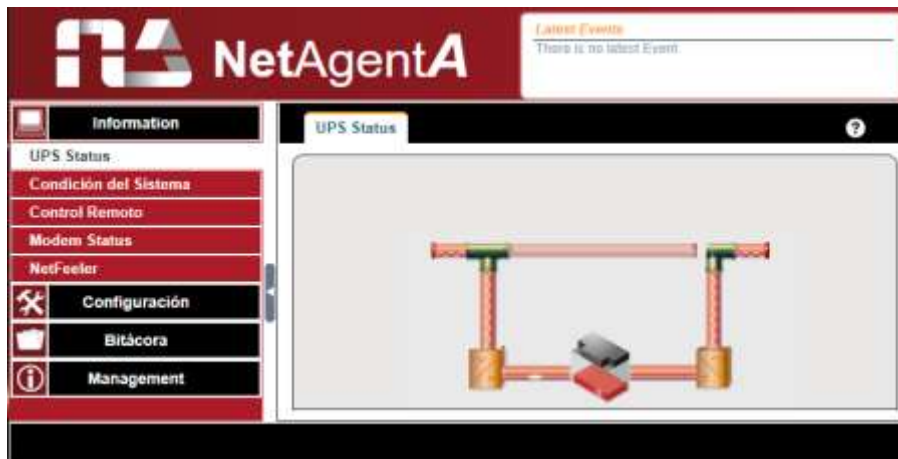 NetAgentA
Latest Events
There is no latest Event
Information
UPS Status
Condición del Sistema
Control Remoto
Modem Status
NetFeeler
Configuración
Bitácora
Management
UPS Status
?